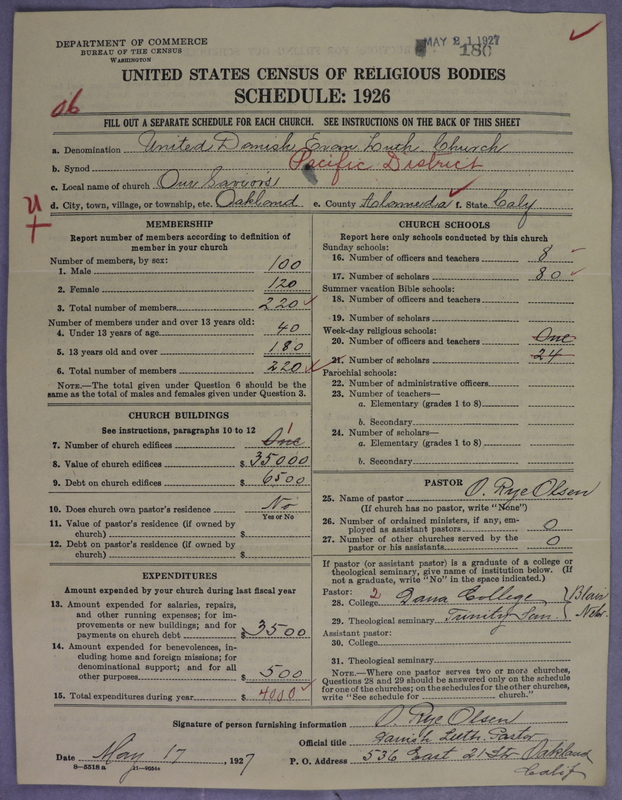 DEPARTMENT OF COMMERCE
BUREAU OF THE CENSUS
WASHINGTON
MAY 21 1927
186
UNITED STATES CENSUS OF RELIGIOUS BODIES
SCHEDULE: 1926
FILL OUT A SEPARATE SCHEDULE FOR EACH CHURCH. SEE INSTRUCTIONS ON THE BACK OF THIS SHEET
a. Denomination United Danish Evan. Luth. Church
b. Synod Pacific District
c. Local name of church Our Saviors
d. City, town, village, or township, etc. Oakland e. County Alameda f. State Caly
MEMBERSHIP
Report number of members according to definition of
member in your church
Number of members, by sex:
1. Male 100
2. Female 120
3. Total number of members 220
Number of members under and over 13 years old:
4. Under 13 years of age 40
5. 13 years old and over 180
6. Total number of members 220
NOTE.—The total given under Question 6 should be
same as the total of males and females given under Question 3.
CHURCH BUILDINGS
See instructions, paragraphs 10 to 12
7. Number of church edifices One 1
8. Value of church edifices $35000
9. Debt on church edifices $6500
10. Does church own pastor's residence No
Yes or No
11. Value of pastor's residence (if owned by
church) $
12. Debt on pastor's residence (if owned by
church) $
EXPENDITURES
Amount expended by your church during last fiscal year
13. Amount expended for salaries, repairs,
and other running expenses; for im-
provements or new buildings; and for
payments on church debt $3500
14. Amount expended for benevolences, in-
cluding home and foreign missions; for
denominational support; and for all
other purposes $500
15. Total expenditures during year $4000
CHURCH SCHOOLS
Report here only schools conducted by this church
Sunday schools:
16. Number of officers and teachers 8
17. Number of scholars 80
Summer vacation Bible schools:
18. Number of officers and teachers
19. Number of scholars
Week-day religious schools:
20. Number of officers and teachers One
21. Number of scholars 24
Parochial schools:
22. Number of administrative officers
23. Number of teachers—
a. Elementary (grades 1 to 8)
b. Secondary
24. Number of scholars—
a. Elementary (grades 1 to 8)
b. Secondary
PASTOR
25. Name of pastor O. Rye Olsen
(If church has no pastor, write "None")
26. Number of ordained ministers, if any, em-
ployed as assistant pastors 0
27. Number of other churches served by the
pastor or his assistants 0
If pastor (or assistant pastor) is a graduate of a college or
theological seminary, give name of institution below. (If
not a graduate, write "No" in the space indicated.)
Pastor: 2
28. College Dana College } Blair
29. Theological seminary Trinity Sem. Nebr.
Assistant pastor:
30. College
31. Theological seminary
NOTE.—Where one pastor serves two or more churches,
Questions 28 and 29 should be answered only on the schedule
for one of the churches; on the schedules for the other churches,
write "See schedule for church."
Signature of person furnishing information O. Rye Olsen
Official title Danish Luth. Pastor
Date May 17, 1927 P. O. Address 536 East 21 Str Oakland
Calif
8—5518 a 11—9054a